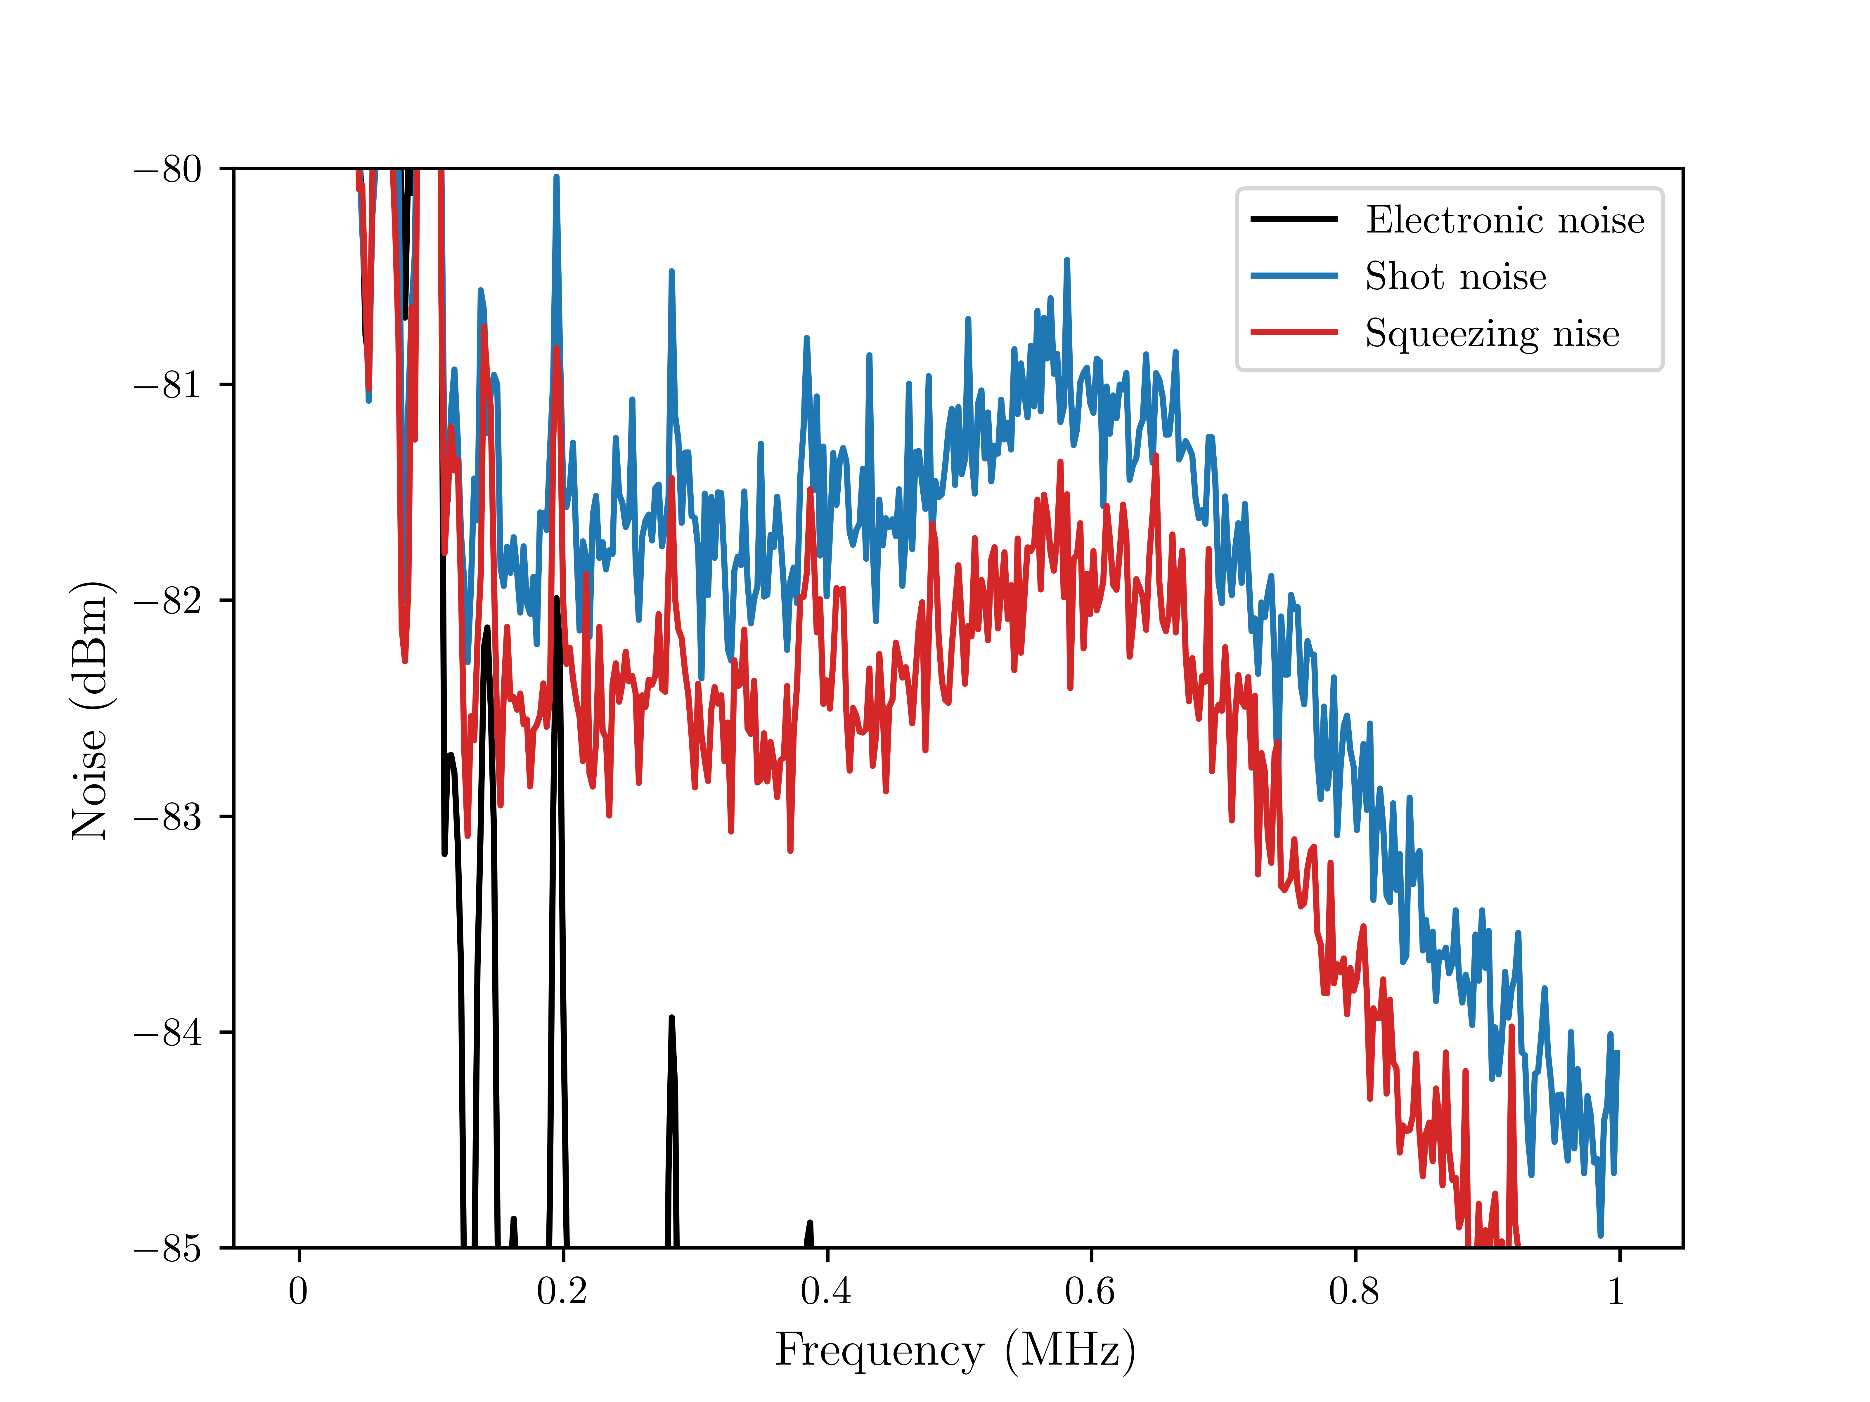 −80
−81
−82
−83
−84
−85
Noise (dBm)
Electronic noise
Shot noise
Squeezing nise
0 0.2 0.4 0.6 0.8 1
Frequency (MHz)